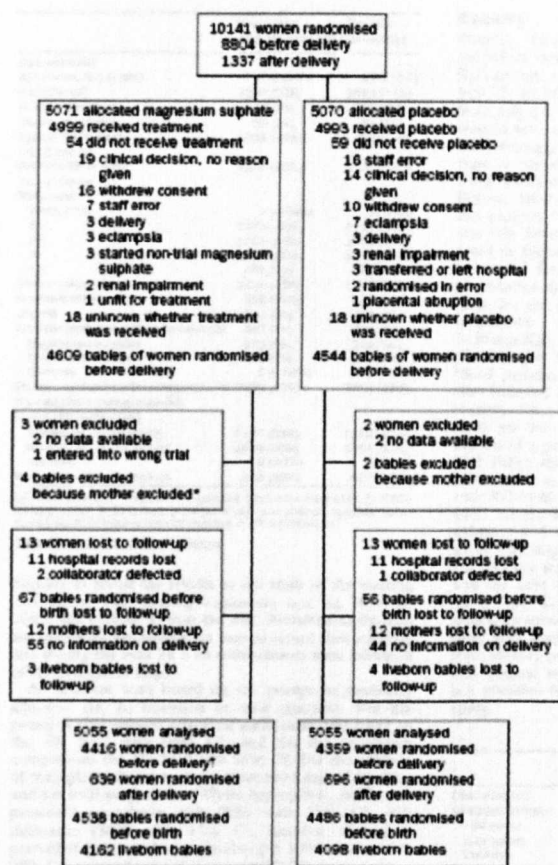 10141 women randomised
8804 before delivery
1337 after delivery
5071 allocated magnesium sulphate
4999 received treatment
54 did not receive treatment
19 clinical decision, no reason
given
16 withdrew consent
7 staff error
3 delivery
3 eclampsia
3 started non-trial magnesium
sulphate
2 renal impairment
1 unfit for treatment
18 unknown whether treatment
was received
4609 babies of women randomised
before delivery
5070 allocated placebo
4993 received placebo
59 did not receive placebo
16 staff error
14 clinical decision, no reason
given
10 withdrew consent
7 eclampsia
3 delivery
3 renal impairment
3 transferred or left hospital
2 randomised in error
1 placental abruption
18 unknown whether placebo
was received
4544 babies of women randomised
before delivery
3 women excluded
2 no data available
1 entered into wrong trial
4 babies excluded
because mother excluded*
2 women excluded
2 no data available
2 babies excluded
because mother excluded
13 women lost to follow-up
11 hospital records lost
2 collaborator defected
67 babies randomised before
birth lost to follow-up
12 mothers lost to follow-up
55 no information on delivery
3 liveborn babies lost to
follow-up
13 women lost to follow-up
11 hospital records lost
2 collaborator defected
56 babies randomised before
birth lost to follow-up
12 mothers lost to follow-up
44 no information on delivery
4 liveborn babies lost to
follow-up
5055 women analysed
4416 women randomised
before delivery†
639 women randomised
after delivery
4538 babies randomised
before birth
4162 liveborn babies
5055 women analysed
4359 women randomised
before delivery‡
696 women randomised
after delivery
4486 babies randomised
before birth
4098 liveborn babies